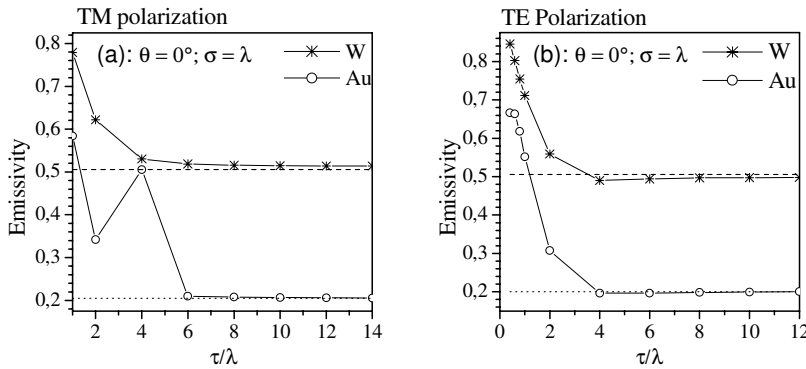 TM polarization
0,8
0,7
0,6
0,5
0,4
0,3
0,2
Emissivity
(a): θ = 0°; σ = λ
W
Au
2 4 6 8 10 12 14
τ/λ
TE Polarization
0,8
0,7
0,6
0,5
0,4
0,3
0,2
Emissivity
(b): θ = 0°; σ = λ
W
Au
0 2 4 6 8 10 12
τ/λ